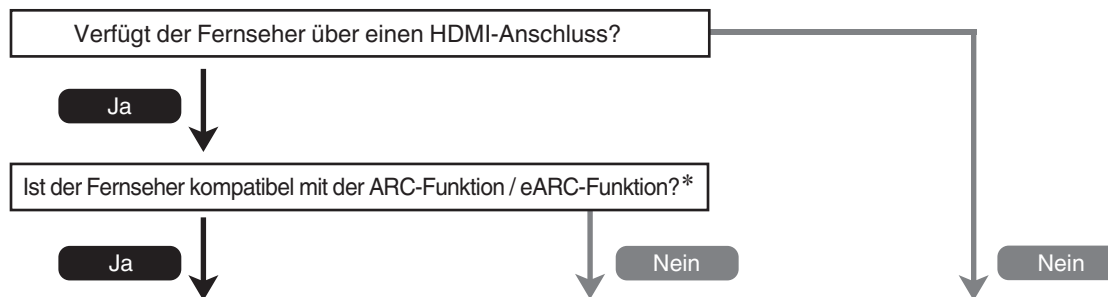 Verfügt der Fernseher über einen HDMI-Anschluss?
Ja
Ist der Fernseher kompatibel mit der ARC-Funktion / eARC-Funktion?*
Ja
Nein
Nein